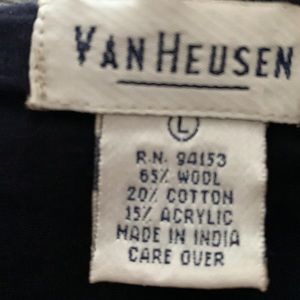 VAN HEUSEN
L
R.N. 94153
65% WOOL
20% COTTON
15% ACRYLIC
MADE IN INDIA
CARE OVER